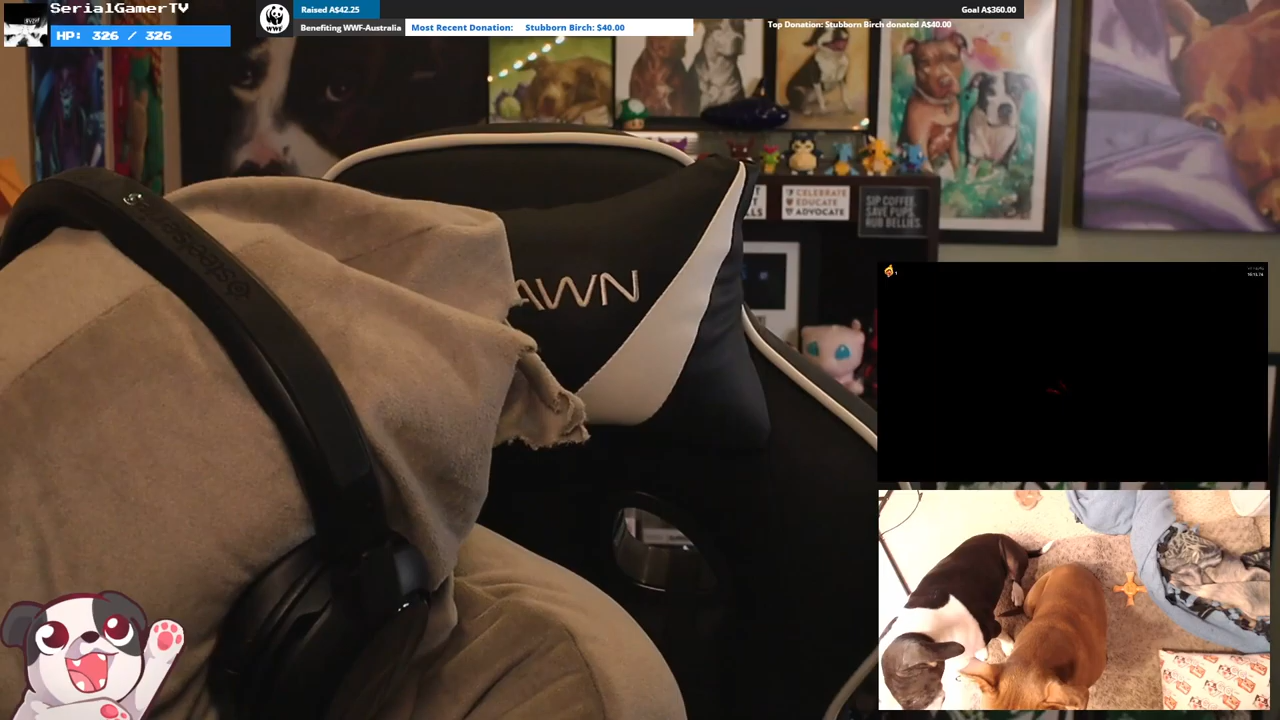 SerialGamerTV
HP: 326 / 326
Raised A$42.25
Goal A$360.00
WWF
Benefiting WWF-Australia
Most Recent Donation: Stubborn Birch: $40.00
Top Donation: Stubborn Birch donated A$40.00
CELEBRATE
EDUCATE
ADVOCATE
SIP COFFEE.
SAVE PUPS.
RUB BELLIES.
steelseries
AWN